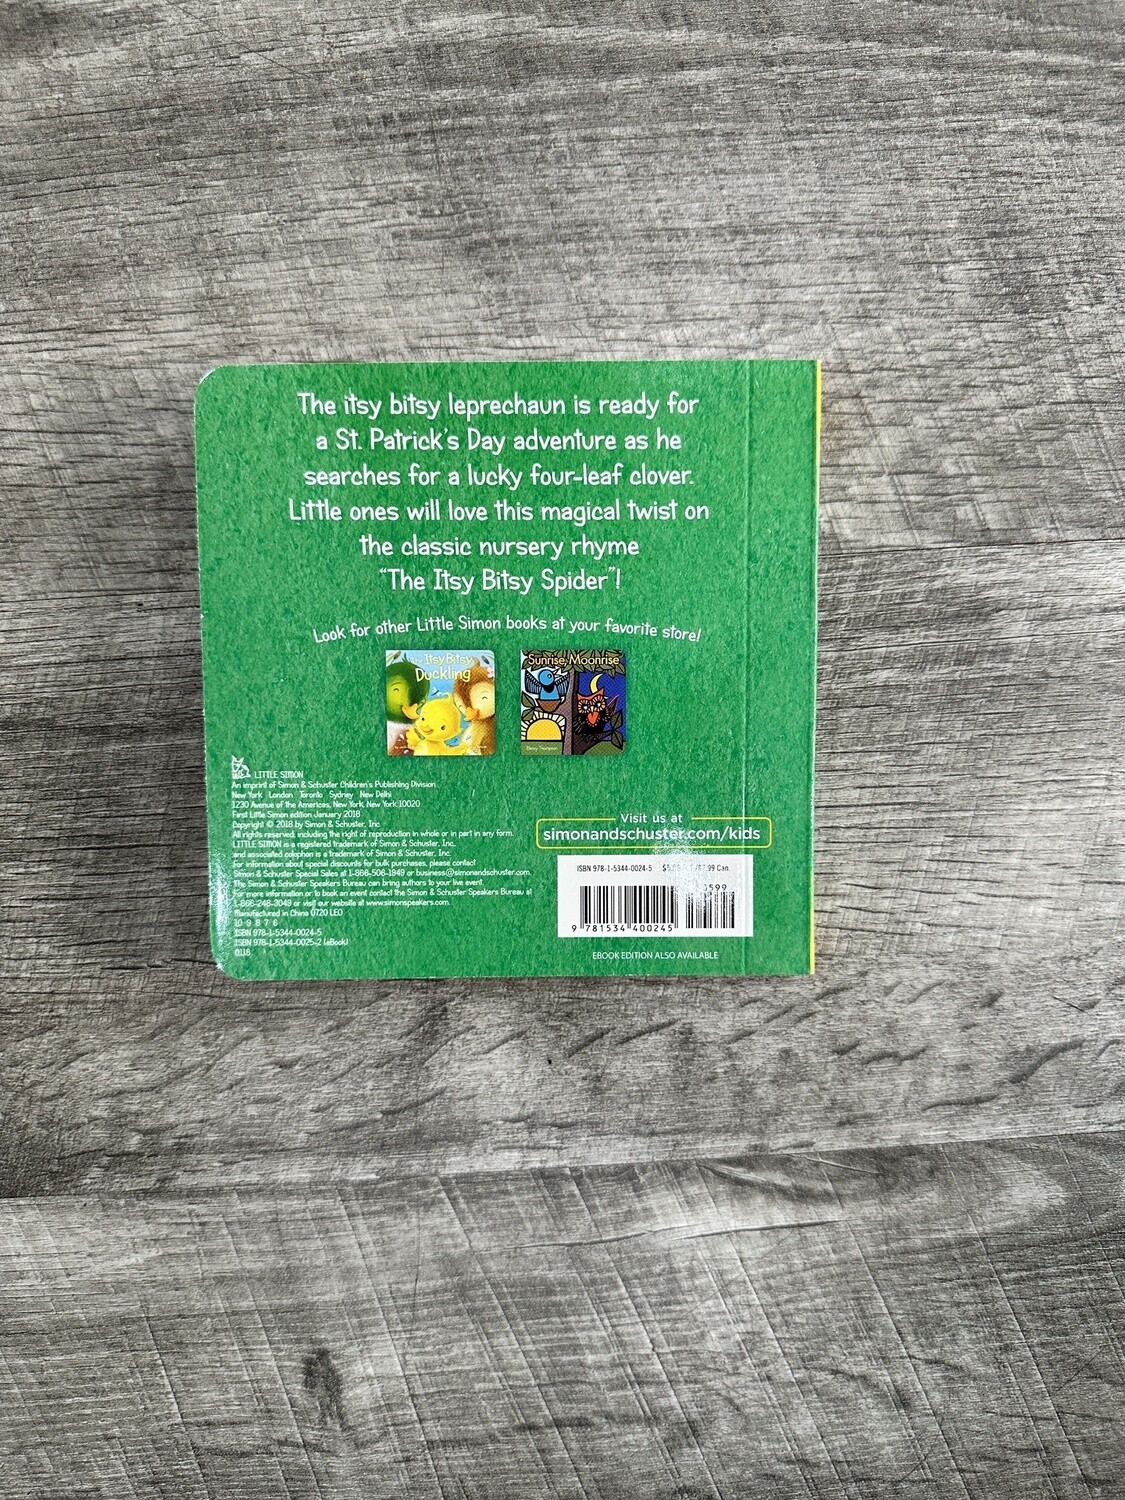 The itsy bitsy leprechaun is ready for
a St. Patrick's Day adventure as he
searches for a lucky four-leaf clover.
Little ones will love this magical twist on
the classic nursery rhyme
"The Itsy Bitsy Spider"!
Look for other Little Simon books at your favorite store!
The Itsy Bitsy
Duckling
Sunrise, Moonrise
Betsy Thompson
LITTLE SIMON
An imprint of Simon & Schuster Children's Publishing Division
New York London Toronto Sydney New Delhi
1230 Avenue of the Americas, New York, New York 10020
First Little Simon edition January 2018
Copyright © 2018 by Simon & Schuster, Inc.
All rights reserved, including the right of reproduction in whole or in part in any form.
LITTLE SIMON is a registered trademark of Simon & Schuster, Inc.,
and associated colophon is a trademark of Simon & Schuster, Inc.
For information about special discounts for bulk purchases, please contact
Simon & Schuster Special Sales at 1-866-506-1949 or business@simonandschuster.com.
The Simon & Schuster Speakers Bureau can bring authors to your live event.
For more information or to book an event contact the Simon & Schuster Speakers Bureau at
1-866-248-3049 or visit our website at www.simonspeakers.com.
Manufactured in China 0720 LEO
10 9 8 7 6
ISBN 978-1-5344-0024-5
ISBN 978-1-5344-0025-2 (eBook)
0118
Visit us at
simonandschuster.com/kids
ISBN 978-1-5344-0024-5 .99 Can.
0599
9 781534 400245
EBOOK EDITION ALSO AVAILABLE